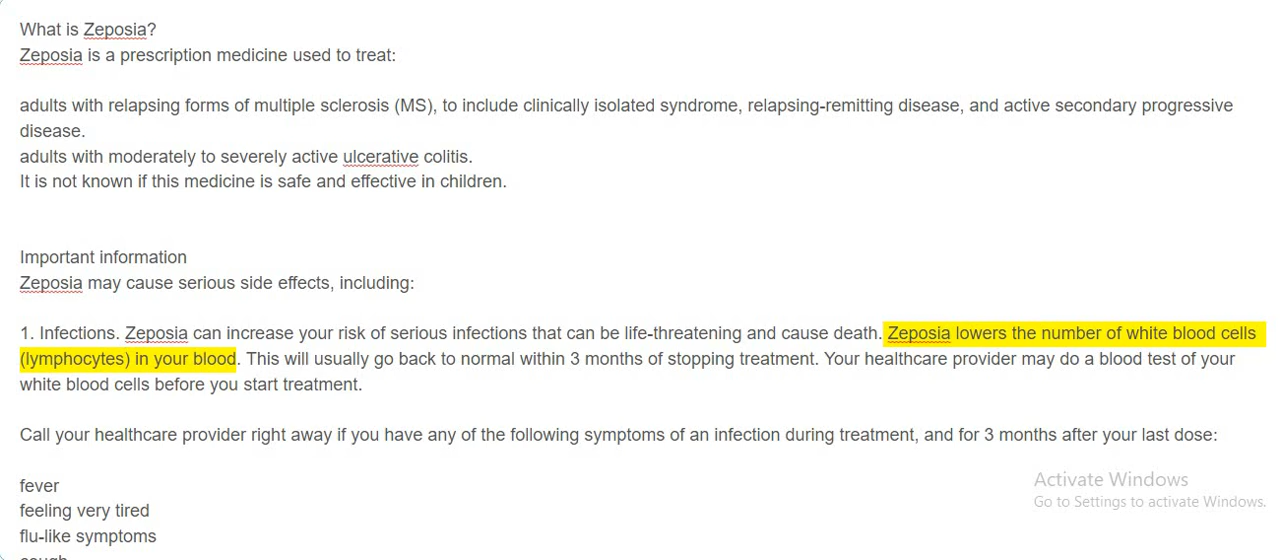 What is Zeposia?
Zeposia is a prescription medicine used to treat:
adults with relapsing forms of multiple sclerosis (MS), to include clinically isolated syndrome, relapsing-remitting disease, and active secondary progressive
disease.
adults with moderately to severely active ulcerative colitis.
It is not known if this medicine is safe and effective in children.
Important information
Zeposia may cause serious side effects, including:
1. Infections. Zeposia can increase your risk of serious infections that can be life-threatening and cause death. Zeposia lowers the number of white blood cells
(lymphocytes) in your blood. This will usually go back to normal within 3 months of stopping treatment. Your healthcare provider may do a blood test of your
white blood cells before you start treatment.
Call your healthcare provider right away if you have any of the following symptoms of an infection during treatment, and for 3 months after your last dose:
fever
feeling very tired
flu-like symptoms
cough
Activate Windows
Go to Settings to activate Windows.